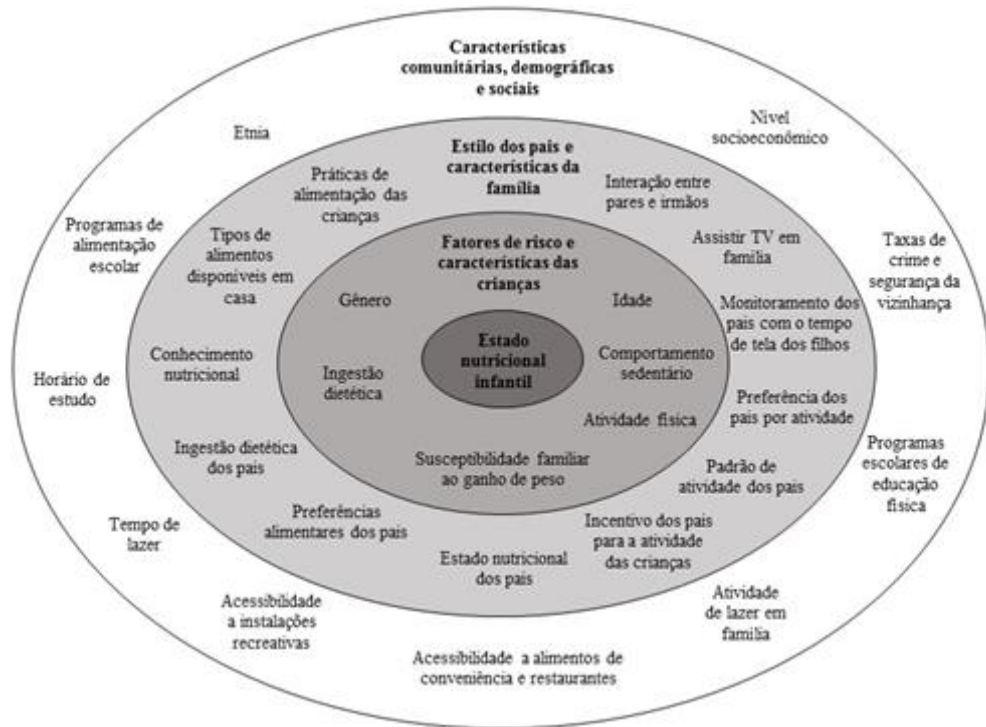 Características
comunitárias, demográficas
e sociais
Etnia
Nível
socioeconômico
Programas de
alimentação
escolar
Taxas de
crime e
segurança da
vizinhança
Horário de
estudo
Programas
escolares de
educação
física
Tempo de
lazer
Acessibilidade
a instalações
recreativas
Atividade
de lazer em
família
Acessibilidade a alimentos de
conveniência e restaurantes
Estilo dos pais e
características da
família
Práticas de
alimentação das
crianças
Interação entre
pares e irmãos
Tipos de
alimentos
disponíveis em
casa
Assistir TV em
família
Monitoramento dos
pais com o tempo
de tela dos filhos
Conhecimento
nutricional
Preferência dos
pais por atividade
Ingestão dietética
dos pais
Padrão de
atividade dos pais
Preferências
alimentares dos pais
Incentivo dos pais
para a atividade
das crianças
Estado nutricional
dos pais
Fatores de risco e
características das
crianças
Gênero
Idade
Ingestão
dietética
Comportamento
sedentário
Atividade física
Susceptibilidade familiar
ao ganho de peso
Estado
nutricional
infantil